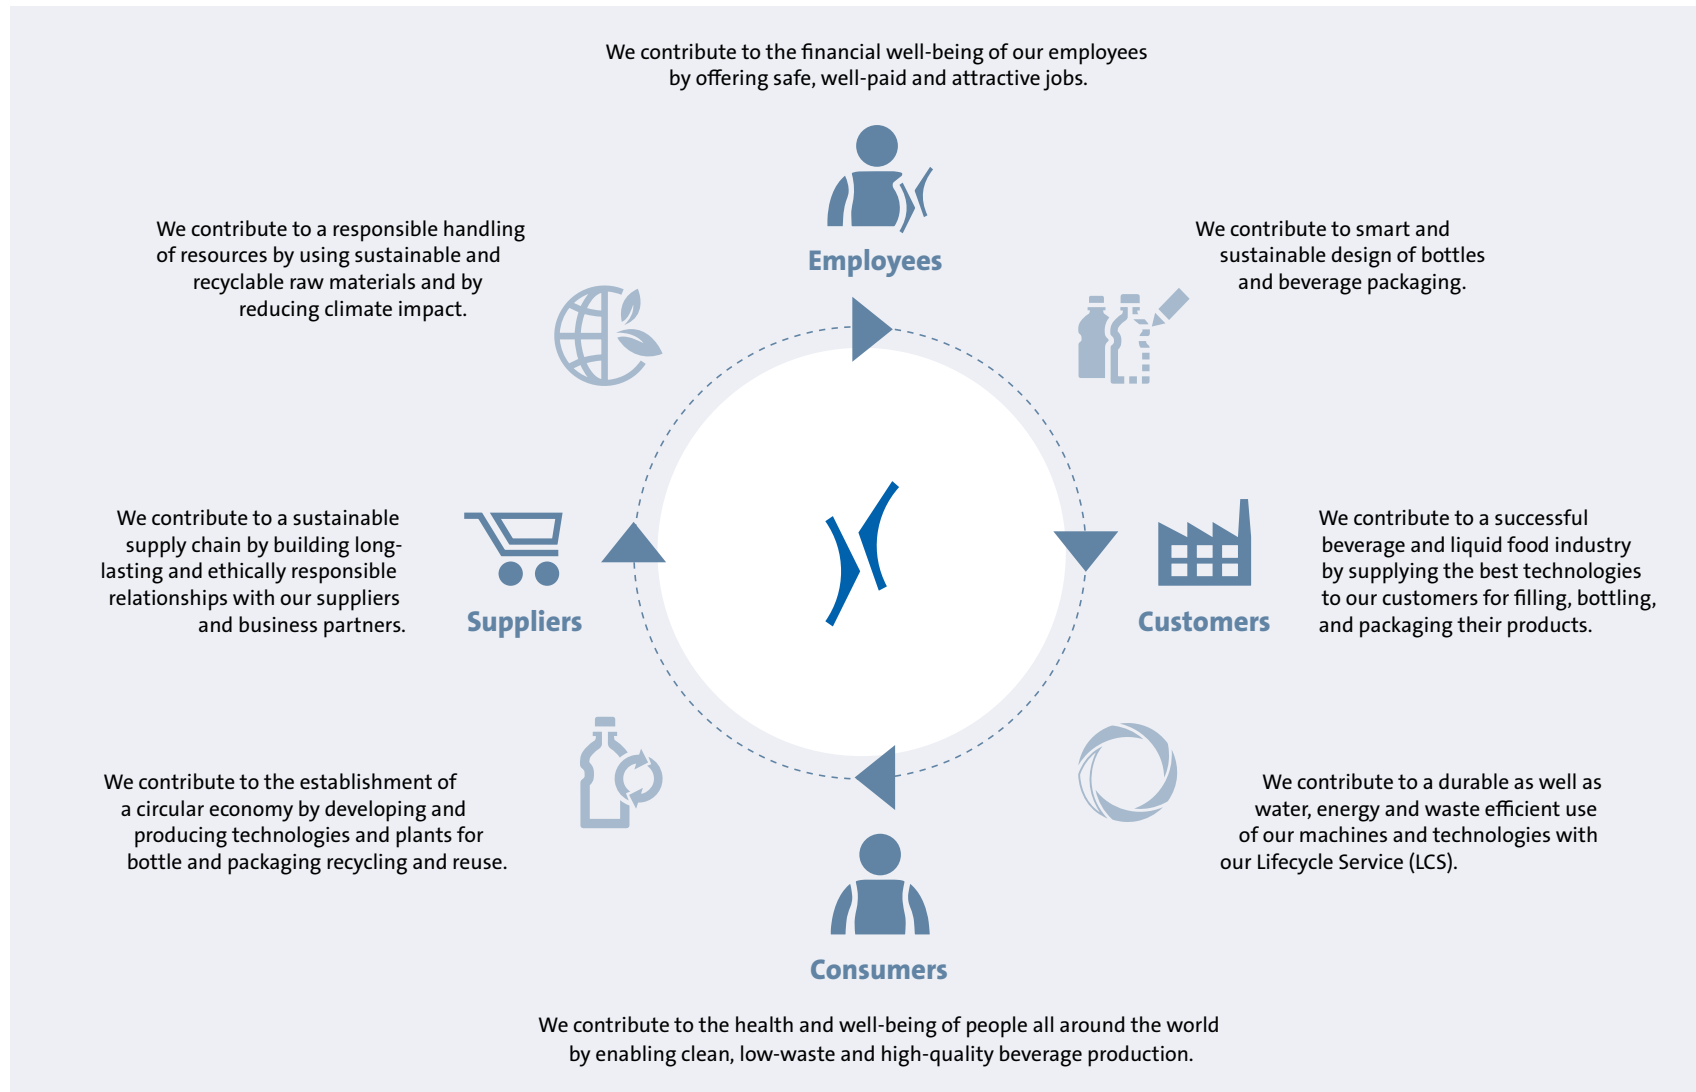 We contribute to the financial well-being of our employees
by offering safe, well-paid and attractive jobs.
Employees
We contribute to smart and
sustainable design of bottles
and beverage packaging.
Customers
We contribute to a successful
beverage and liquid food industry
by supplying the best technologies
to our customers for filling, bottling,
and packaging their products.
We contribute to a durable as well as
water, energy and waste efficient use
of our machines and technologies with
our Lifecycle Service (LCS).
Consumers
We contribute to the health and well-being of people all around the world
by enabling clean, low-waste and high-quality beverage production.
We contribute to the establishment of
a circular economy by developing and
producing technologies and plants for
bottle and packaging recycling and reuse.
We contribute to a sustainable
supply chain by building long-
lasting and ethically responsible
relationships with our suppliers
and business partners.
Suppliers
We contribute to a responsible handling
of resources by using sustainable and
recyclable raw materials and by
reducing climate impact.